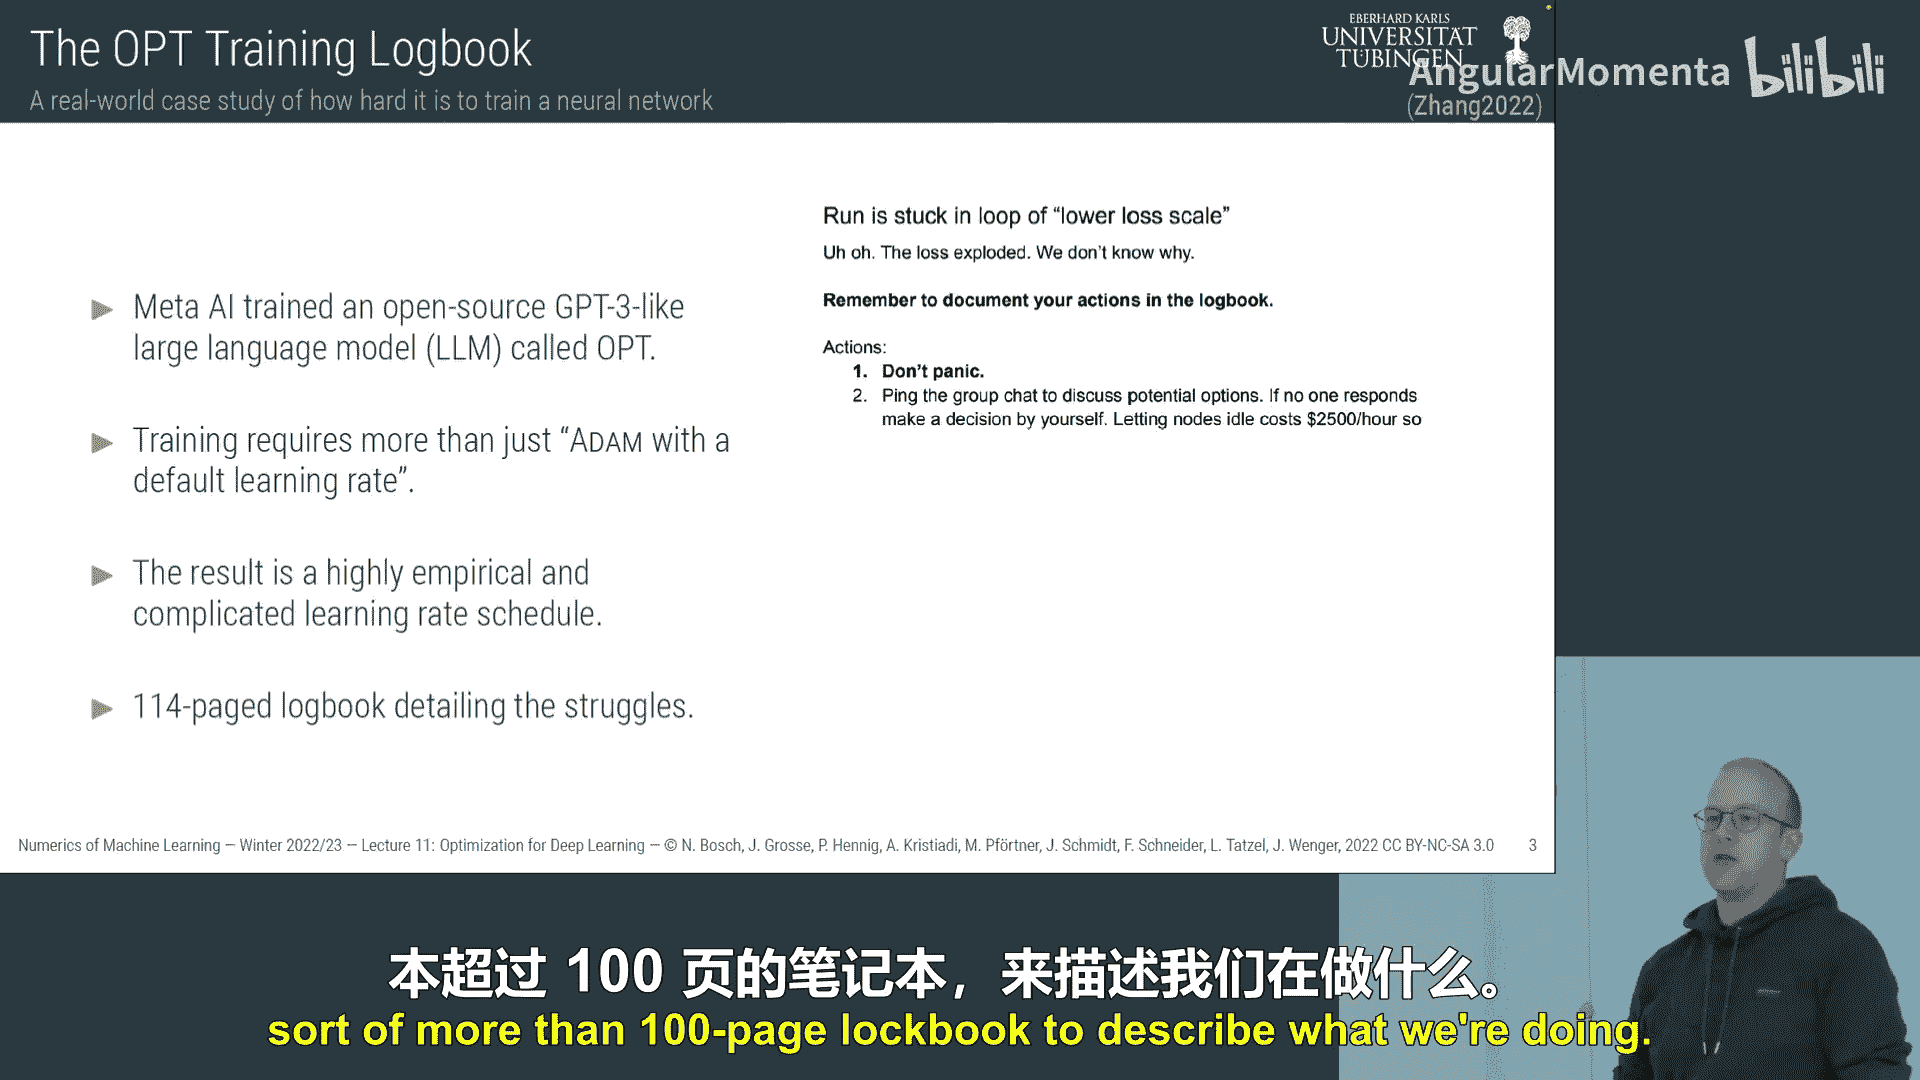 The OPT Training Logbook
A real-world case study of how hard it is to train a neural network
EBERHARD KARLS
UNIVERSITÄT
TÜBINGEN
AngularMomenta bilibili
(Zhang2022)
Meta AI trained an open-source GPT-3-like
large language model (LLM) called OPT.
Training requires more than just “ADAM with a
default learning rate”.
The result is a highly empirical and
complicated learning rate schedule.
114-paged logbook detailing the struggles.
Run is stuck in loop of “lower loss scale”
Uh oh. The loss exploded. We don’t know why.
Remember to document your actions in the logbook.
Actions:
1. Don’t panic.
2. Ping the group chat to discuss potential options. If no one responds
make a decision by yourself. Letting nodes idle costs $2500/hour so
Numerics of Machine Learning — Winter 2022/23 — Lecture 11: Optimization for Deep Learning — © N. Bosch, J. Grosse, P. Hennig, A. Kristiadi, M. Pförtner, J. Schmidt, F. Schneider, L. Tatzel, J. Wenger, 2022 CC BY-NC-SA 3.0 3
本超过 100 页的笔记本，来描述我们在做什么。
sort of more than 100-page lockbook to describe what we're doing.